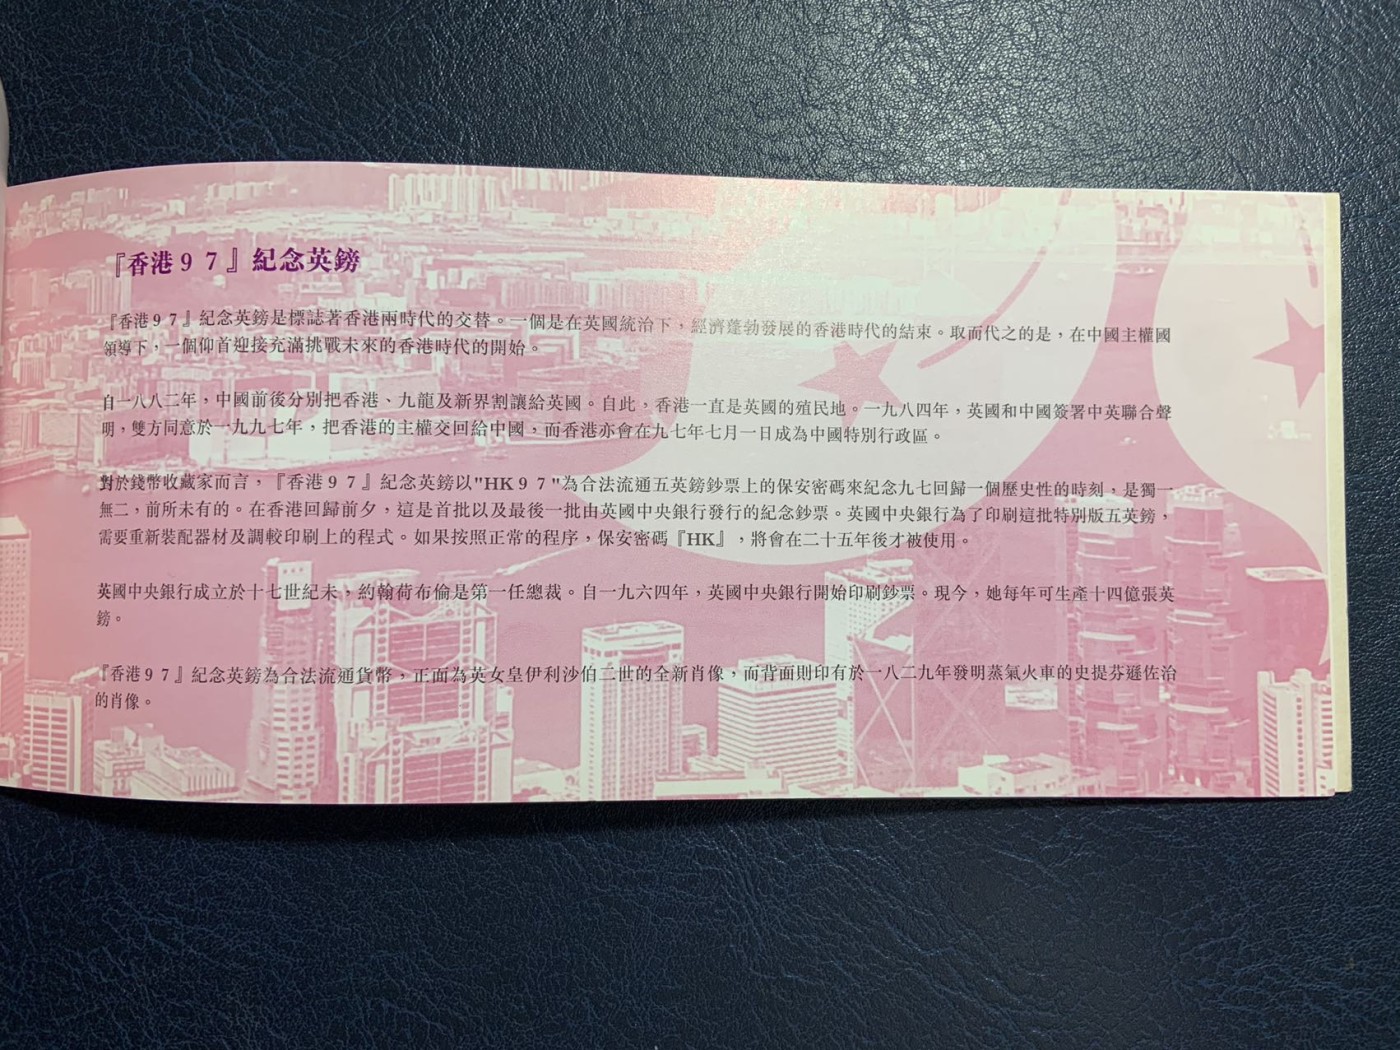 『香港９７』紀念英鎊
『香港９７』紀念英鎊是標誌著香港兩時代的交替。一個是在英國統治下，經濟蓬勃發展的香港時代的結束。取而代之的是，在中國主權國
領導下，一個仰首迎接充滿挑戰未來的香港時代的開始。
自一八八二年，中國前後分別把香港、九龍及新界割讓給英國。自此，香港一直是英國的殖民地。一九八四年，英國和中國簽署中英聯合聲
明，雙方同意於一九九七年，把香港的主權交回給中國，而香港亦會在九七年七月一日成為中國特別行政區。
對於錢幣收藏家而言，『香港９７』紀念英鎊以"HK９７"為合法流通五英鎊鈔票上的保安密碼來紀念九七回歸一個歷史性的時刻，是獨一
無二，前所未有的。在香港回歸前夕，這是首批以及最後一批由英國中央銀行發行的紀念鈔票。英國中央銀行為了印刷這批特別版五英鎊，
需要重新裝配器材及調較印刷上的程式。如果按照正常的程序，保安密碼『HK』，將會在二十五年後才被使用。
英國中央銀行成立於十七世紀未，約翰荷布倫是第一任總裁。自一九六四年，英國中央銀行開始印刷鈔票。現今，她每年可生產十四億張英
鎊。
『香港９７』紀念英鎊為合法流通貨幣，正面為英女皇伊利沙伯二世的全新肖像，而背面則印有於一八二九年發明蒸氣火車的史提芬遜佐治
的肖像。